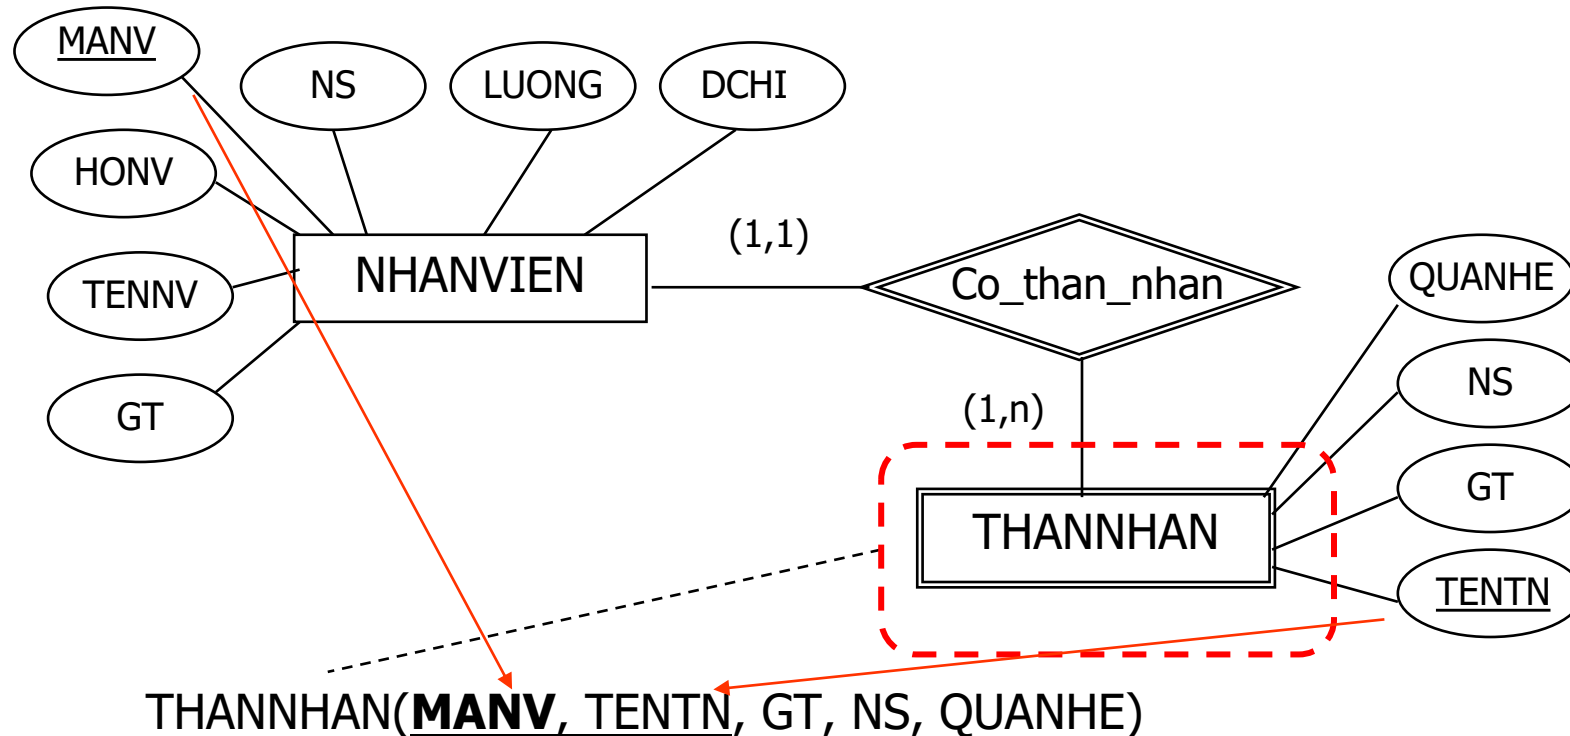 MANV
NS
LUONG
DCHI
HONV
TENNV
GT
NHANVIEN
(1,1)
Co_than_nhan
(1,n)
QUANHE
NS
GT
TENTN
THANNHAN
THANNHAN(MANV, TENTN, GT, NS, QUANHE)